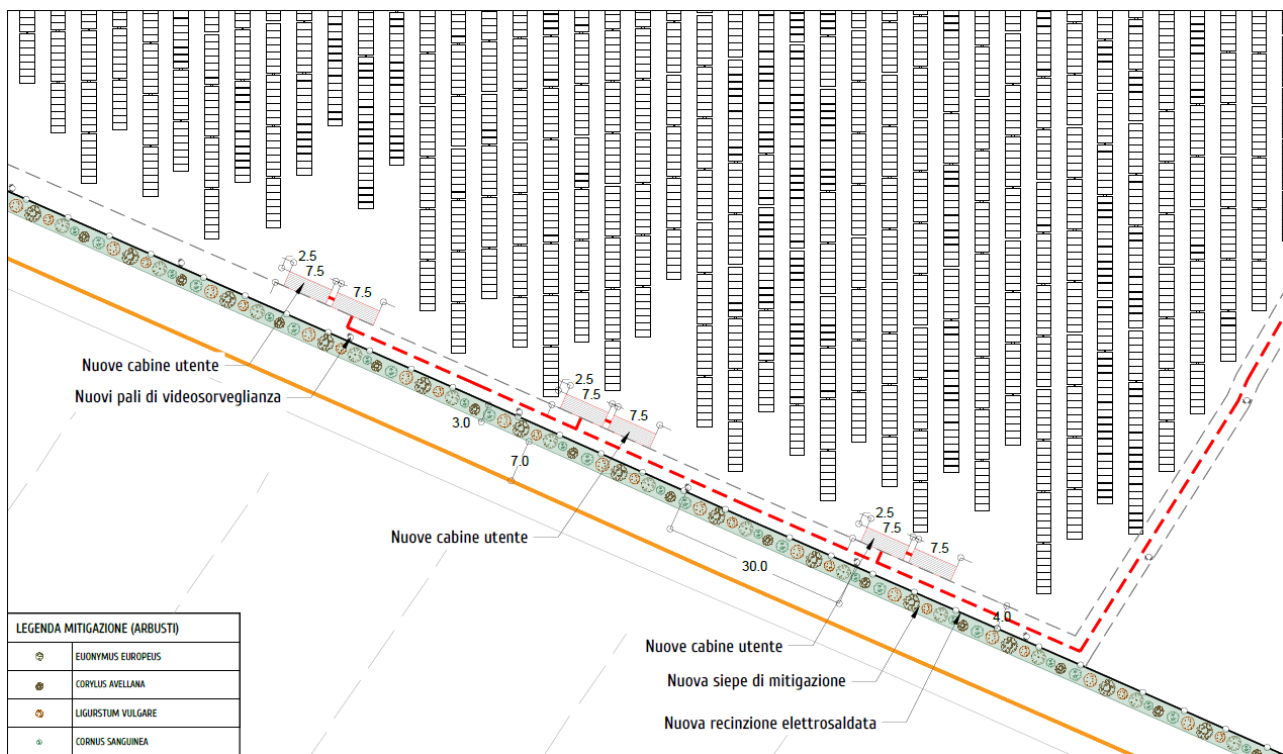 2.5
7.5
7.5
Nuove cabine utente
Nuovi pali di videosorveglianza
2.5
7.5
7.5
3.0
7.0
Nuove cabine utente
2.5
7.5
7.5
30.0
4.0
Nuove cabine utente
Nuova siepe di mitigazione
Nuova recinzione elettrosaldata
LEGENDA MITIGAZIONE (ARBUSTI)
EUONYMUS EUROPEUS
CORYLUS AVELLANA
LIGURSTUM VULGARE
CORNUS SANGUINEA